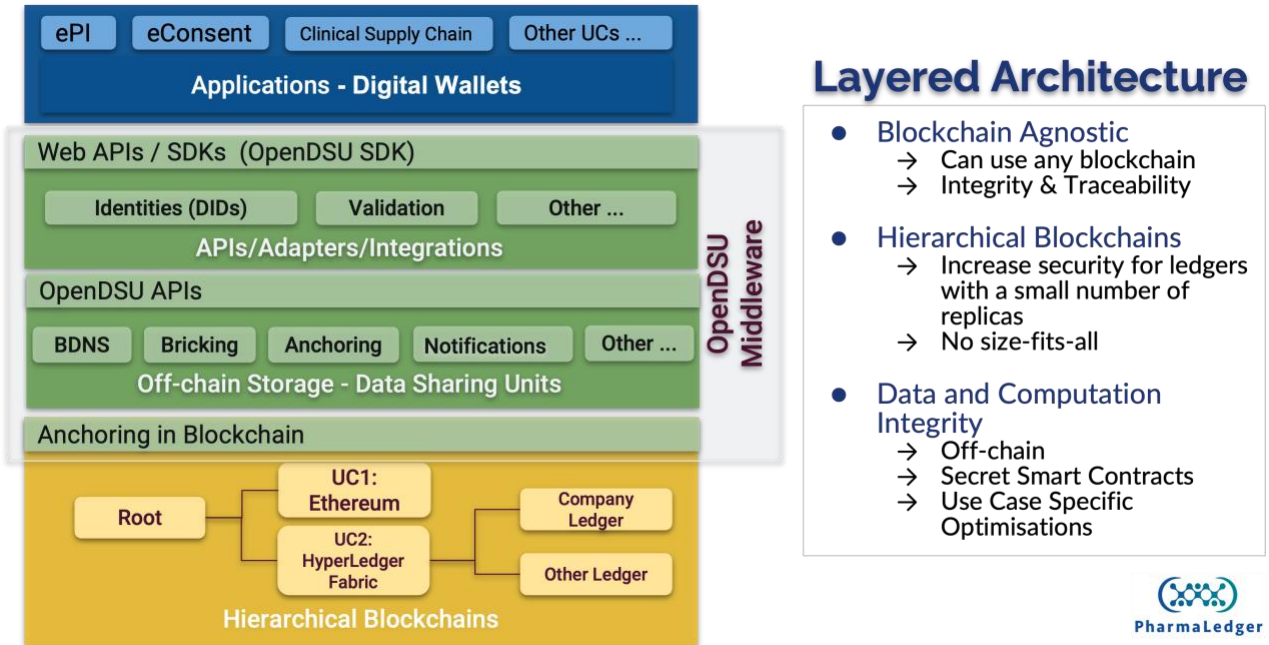 ePI
eConsent
Clinical Supply Chain
Other UCs ...
Applications - Digital Wallets
Web APIs / SDKs (OpenDSU SDK)
Identities (DIDs)
Validation
Other ...
APIs/Adapters/Integrations
OpenDSU APIs
BDNS
Bricking
Anchoring
Notifications
Other ...
Off-chain Storage - Data Sharing Units
Anchoring in Blockchain
OpenDSU
Middleware
Root
UC1:
Ethereum
UC2:
HyperLedger
Fabric
Company
Ledger
Other Ledger
Hierarchical Blockchains
Layered Architecture
● Blockchain Agnostic
→ Can use any blockchain
→ Integrity & Traceability
● Hierarchical Blockchains
→ Increase security for ledgers
with a small number of
replicas
→ No size-fits-all
● Data and Computation
Integrity
→ Off-chain
→ Secret Smart Contracts
→ Use Case Specific
Optimisations
PharmaLedger